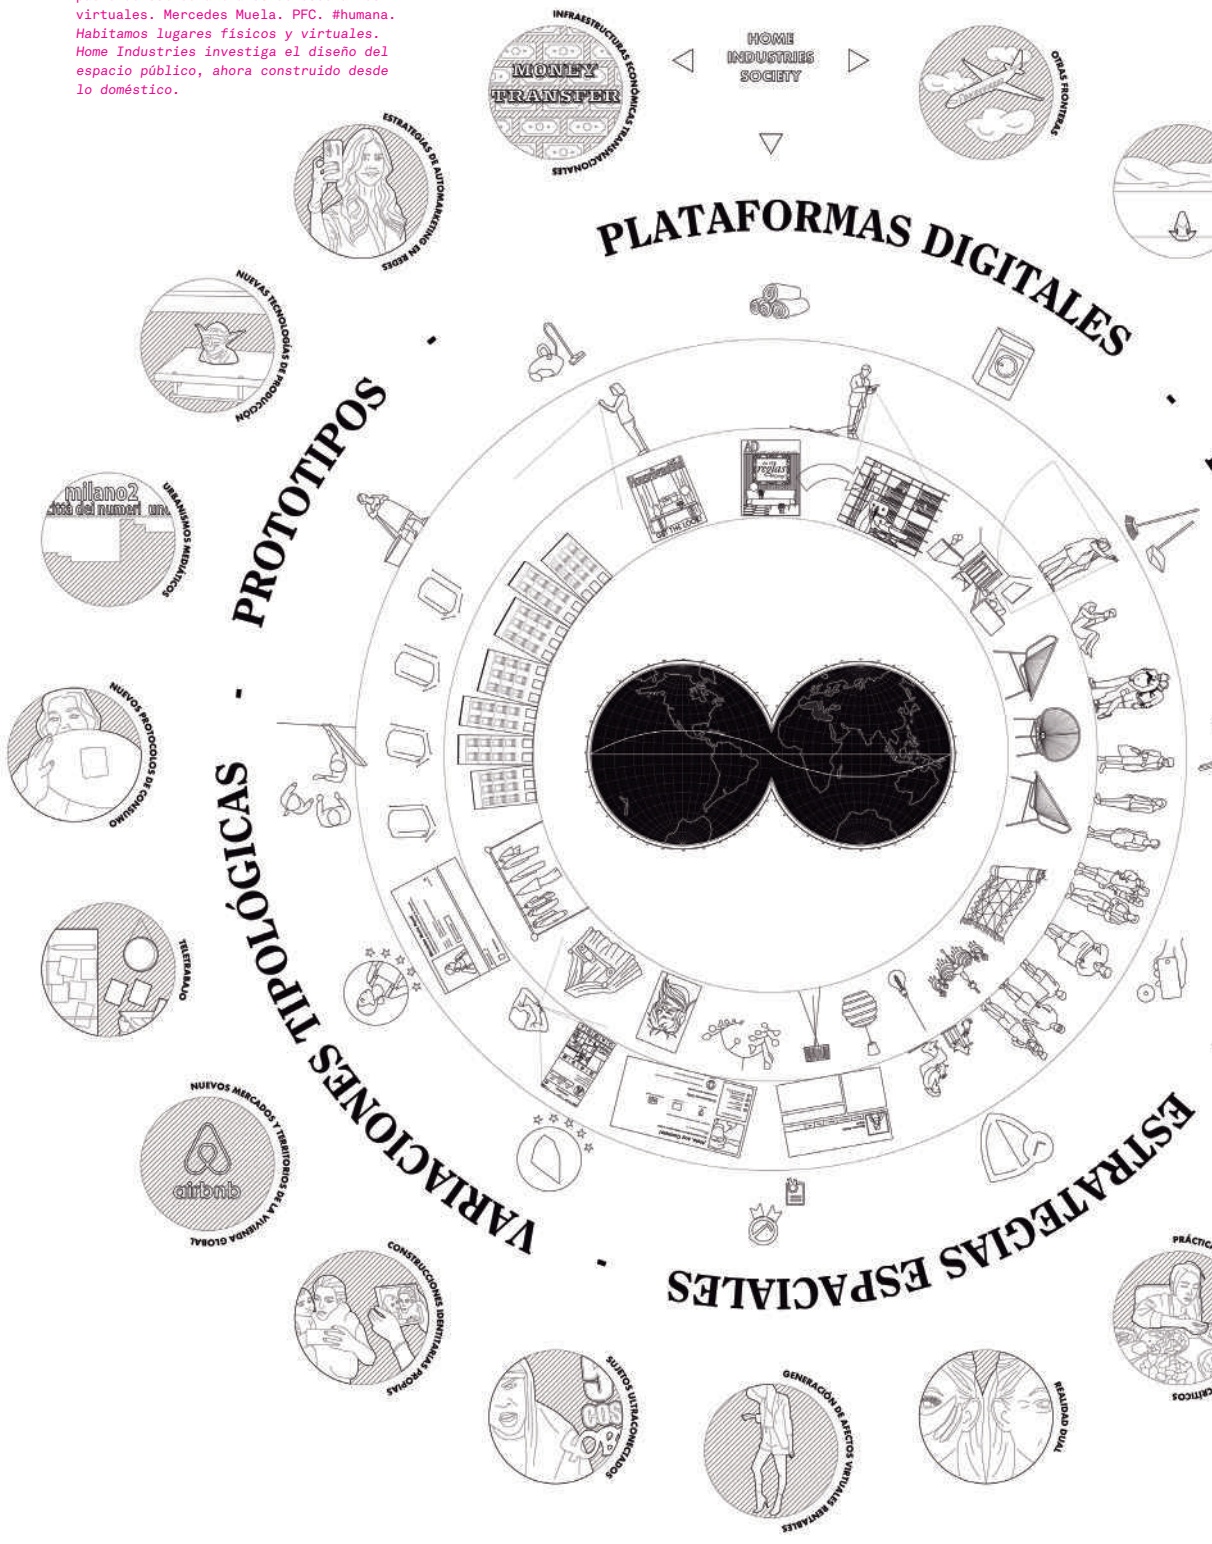 virtuales. Mercedes Muela. PFC. #humana.
Habitamos lugares físicos y virtuales.
Home Industries investiga el diseño del
espacio público, ahora construido desde
lo doméstico.
INFRAESTRUCTURAS ECONÓMICAS TRANSNACIONALES
MONEY
TRANSFER
HOME
INDUSTRIES
SOCIETY
OTRAS FRONTERAS
ESTRATEGIAS DE AUTOMARKETING EN REDES
PLATAFORMAS DIGITALES
NUEVAS TECNOLOGÍAS DE PRODUCCIÓN
PROTOTIPOS
AD
reglas
GET THE LOOK
milano2
città del numeri uno
URBANISMOS MEDIÁTICOS
NUEVOS PROTOCOLOS DE CONSUMO
VARIACIONES TIPOLÓGICAS
TELETRABAJO
NUEVOS MERCADOS Y TERRITORIOS DE LA VIVIENDA GLOBAL
airbnb
ESTRATEGIAS ESPACIALES
CONSTRUCCIONES IDENTITARIAS PROPIAS
SUJETOS ULTRACONECTADOS
COS
GENERACIÓN DE AFECTOS VIRTUALES RENTABLES
REALIDAD DUAL